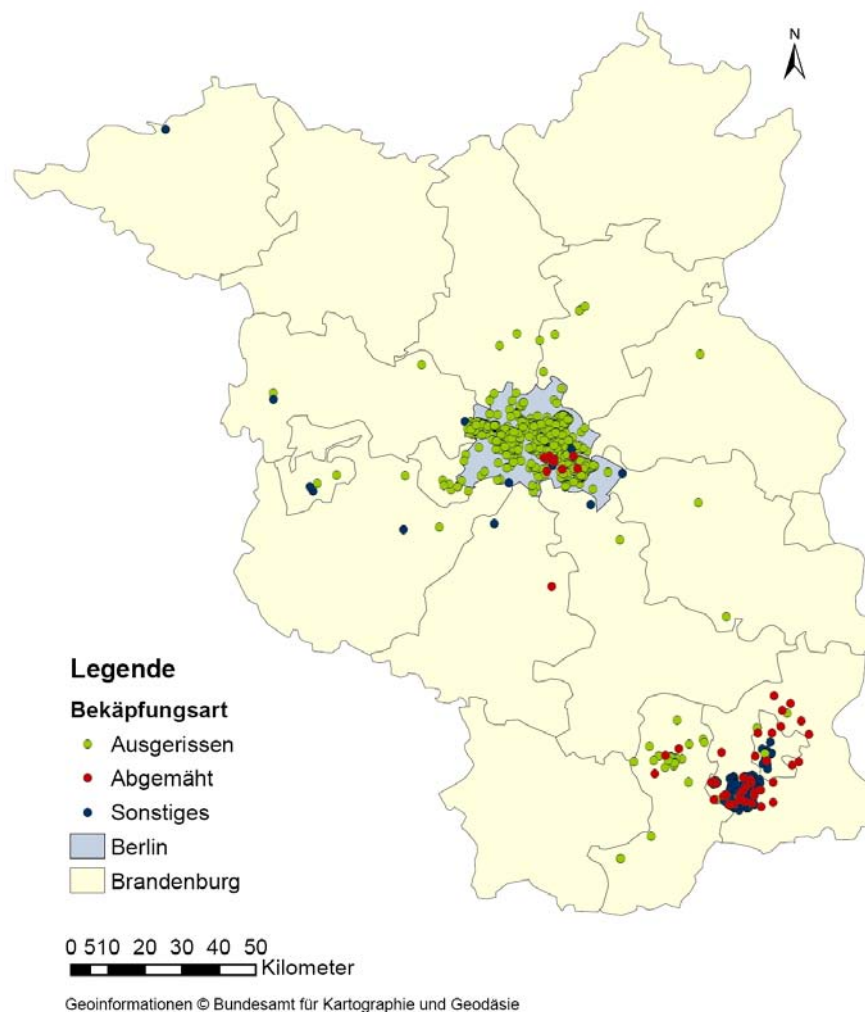 N
Legende
Bekäpfungsart
Ausgerissen
Abgemäht
Sonstiges
Berlin
Brandenburg
0 510 20 30 40 50
Kilometer
Geoinformationen © Bundesamt für Kartographie und Geodäsie